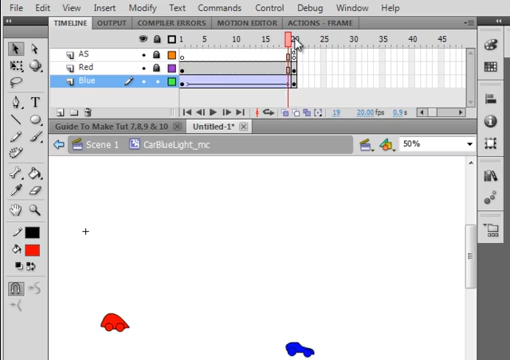 File Edit View Insert Modify Text Commands Control Debug Window Help
TIMELINE OUTPUT COMPILER ERRORS MOTION EDITOR ACTIONS - FRAME
1 5 10 15 20 25 30 35 40 45
AS
Red
Blue
19 20.00 fps 0.9 s
Guide To Make Tut 7,8,9 & 10 Untitled-1*
Scene 1 CarBlueLight_mc 50%